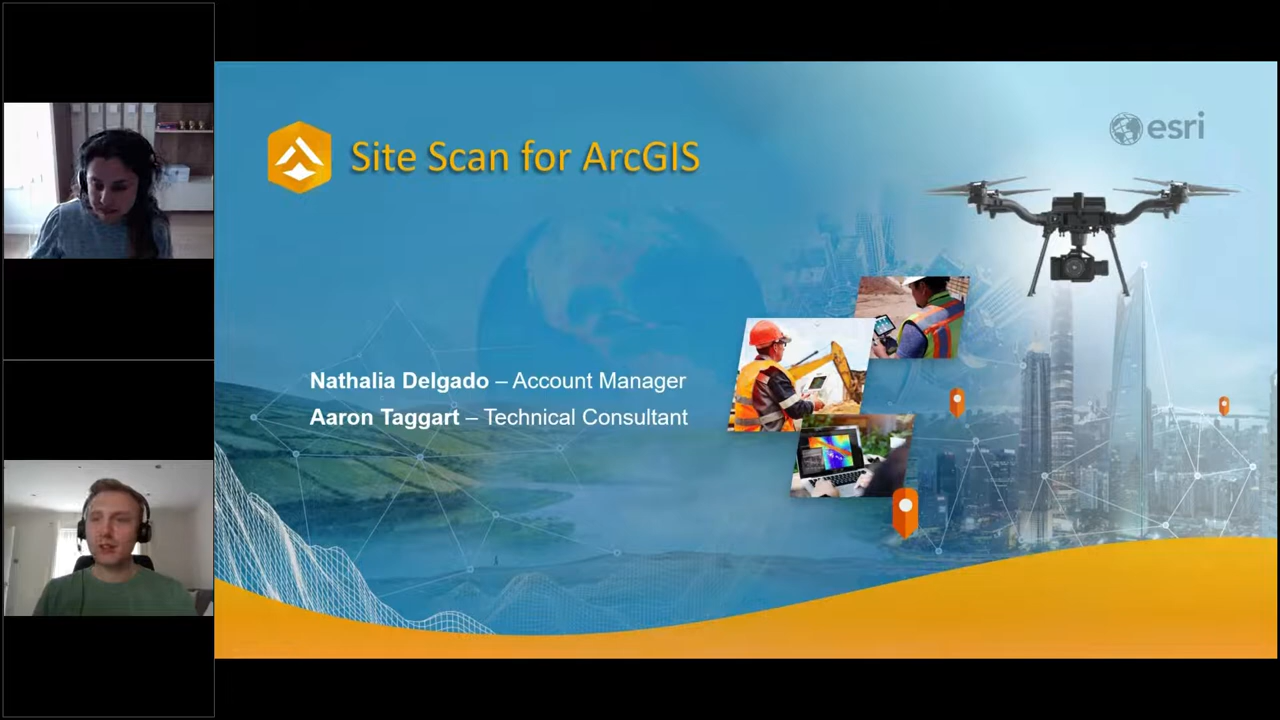 Site Scan for ArcGIS
esri
Nathalia Delgado – Account Manager
Aaron Taggart – Technical Consultant